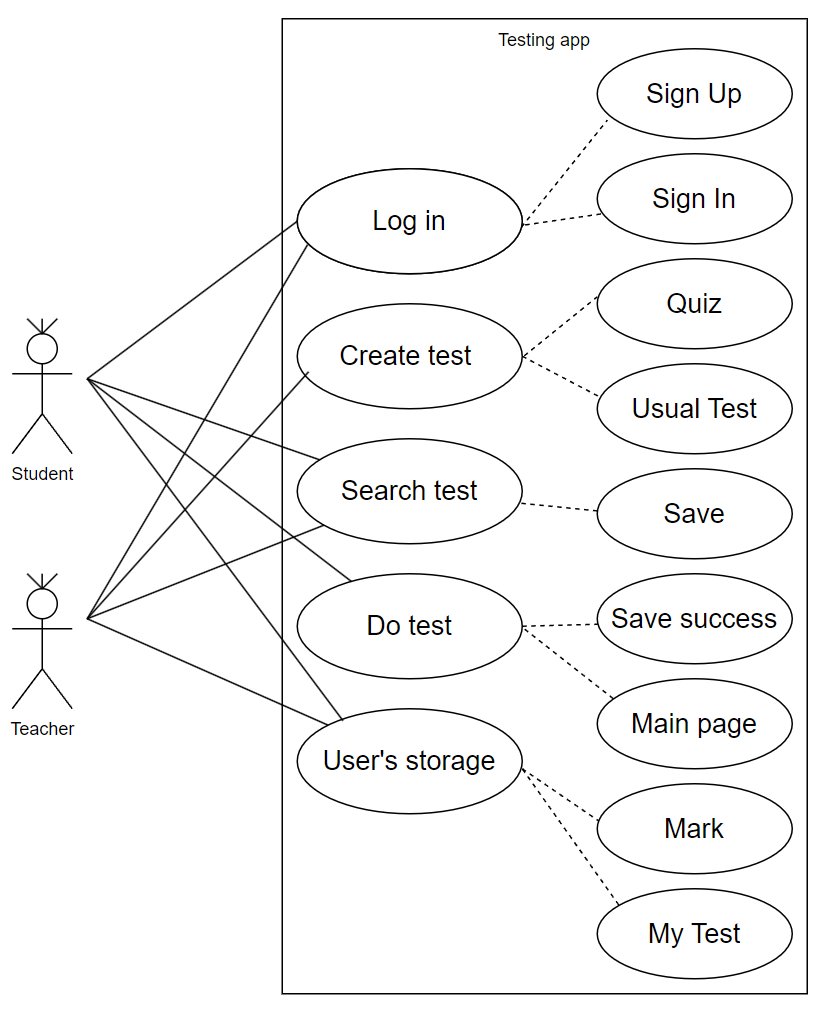 Testing app
Sign Up
Sign In
Log in
Quiz
Create test
Usual Test
Student
Search test
Save
Do test
Save success
Teacher
Main page
User's storage
Mark
My Test